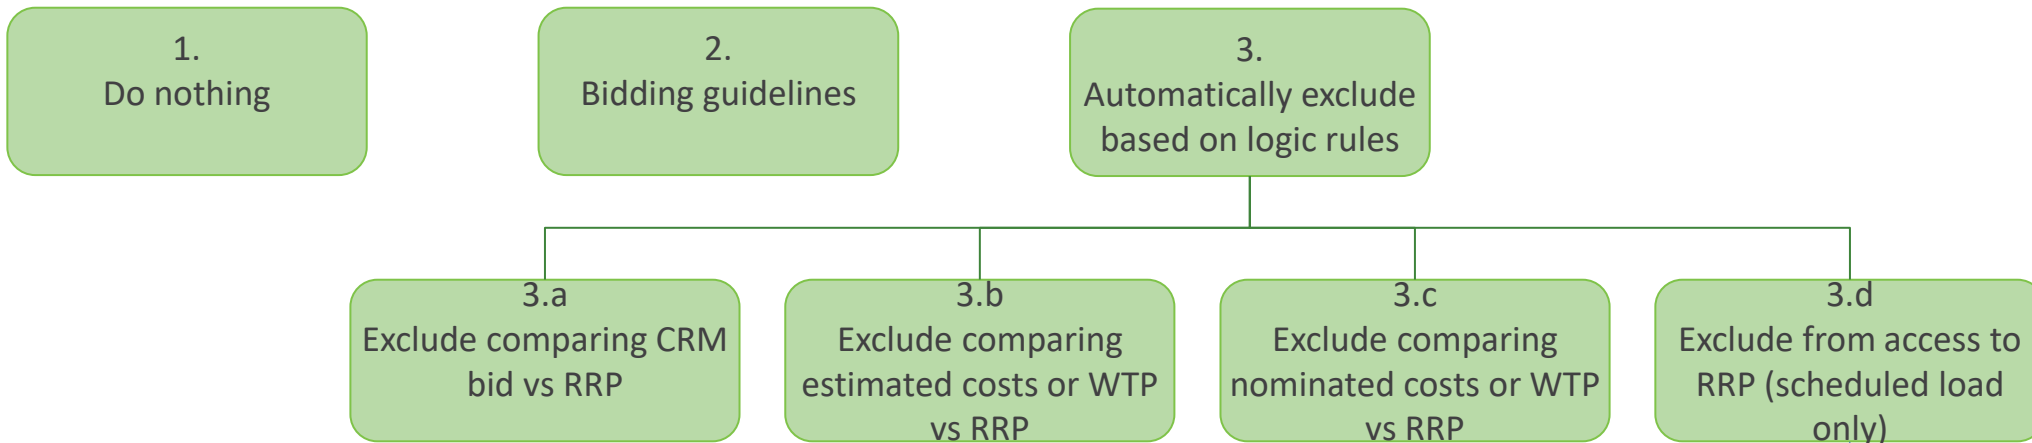 1.
Do nothing
2.
Bidding guidelines
3.
Automatically exclude
based on logic rules
3.a
Exclude comparing CRM
bid vs RRP
3.b
Exclude comparing
estimated costs or WTP
vs RRP
3.c
Exclude comparing
nominated costs or WTP
vs RRP
3.d
Exclude from access to
RRP (scheduled load
only)